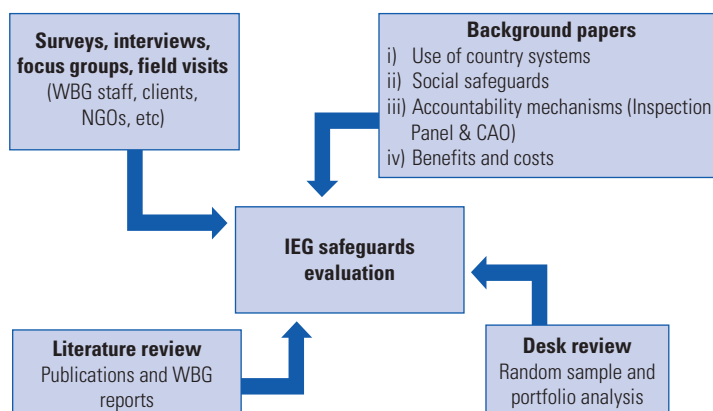 Surveys, interviews,
focus groups, field visits
(WBG staff, clients,
NGOs, etc)
Background papers
i) Use of country systems
ii) Social safeguards
iii) Accountability mechanisms (Inspection
Panel & CAO)
iv) Benefits and costs
IEG safeguards
evaluation
Literature review
Publications and WBG
reports
Desk review
Random sample and
portfolio analysis